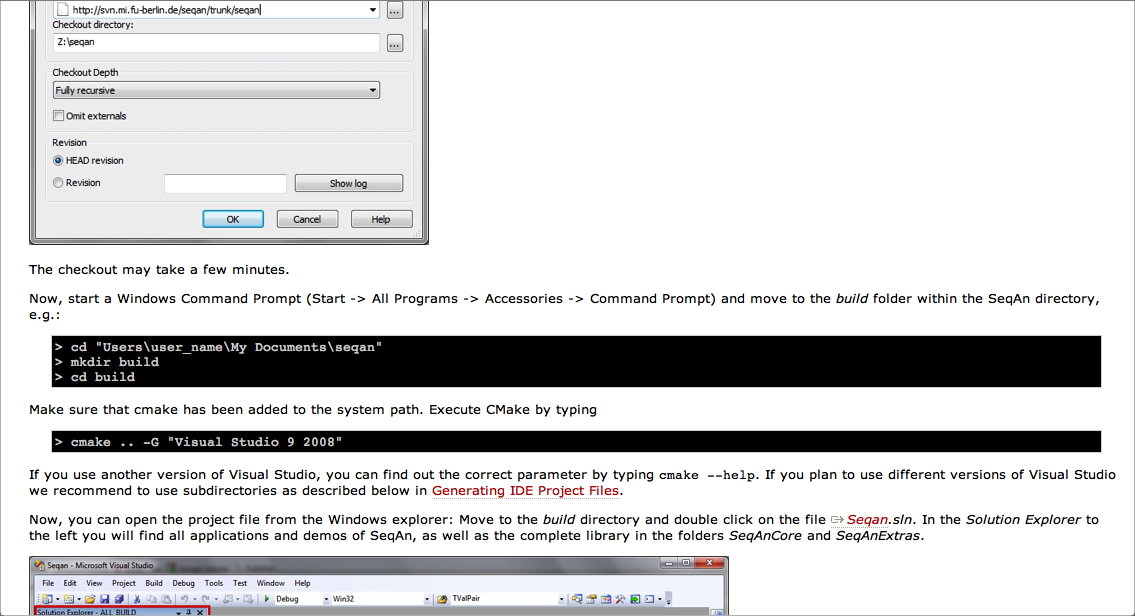 http://svn.mi.fu-berlin.de/seqan/trunk/seqan
...
Checkout directory:
Z:\seqan
...
Checkout Depth
Fully recursive
Omit externals
Revision
HEAD revision
Revision
Show log
OK Cancel Help
The checkout may take a few minutes.
Now, start a Windows Command Prompt (Start -> All Programs -> Accessories -> Command Prompt) and move to the build folder within the SeqAn directory,
e.g.:
> cd "Users\user_name\My Documents\seqan"
> mkdir build
> cd build
Make sure that cmake has been added to the system path. Execute CMake by typing
> cmake .. -G "Visual Studio 9 2008"
If you use another version of Visual Studio, you can find out the correct parameter by typing cmake --help. If you plan to use different versions of Visual Studio
we recommend to use subdirectories as described below in Generating IDE Project Files.
Now, you can open the project file from the Windows explorer: Move to the build directory and double click on the file Seqan.sln. In the Solution Explorer to
the left you will find all applications and demos of SeqAn, as well as the complete library in the folders SeqAnCore and SeqAnExtras.
Seqan - Microsoft Visual Studio
File Edit View Project Build Debug Tools Test Window Help
Debug Win32 TValPair
Solution Explorer - ALL_BUILD